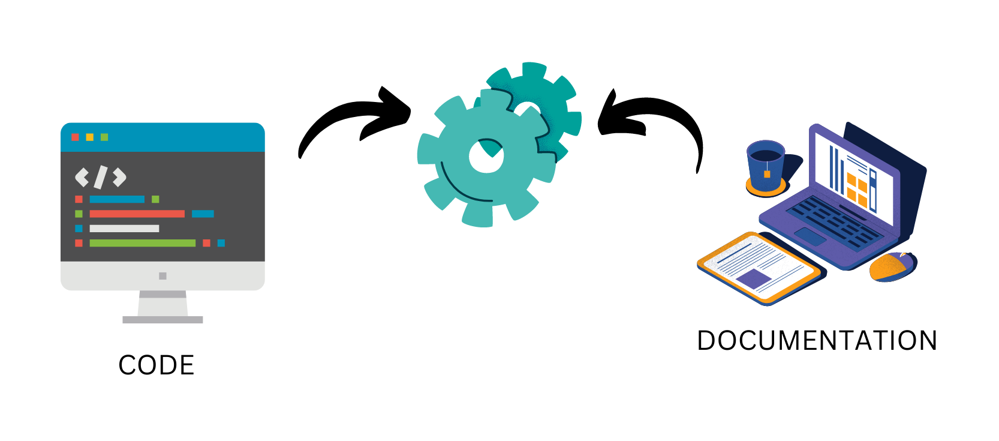 </>
CODE
DOCUMENTATION